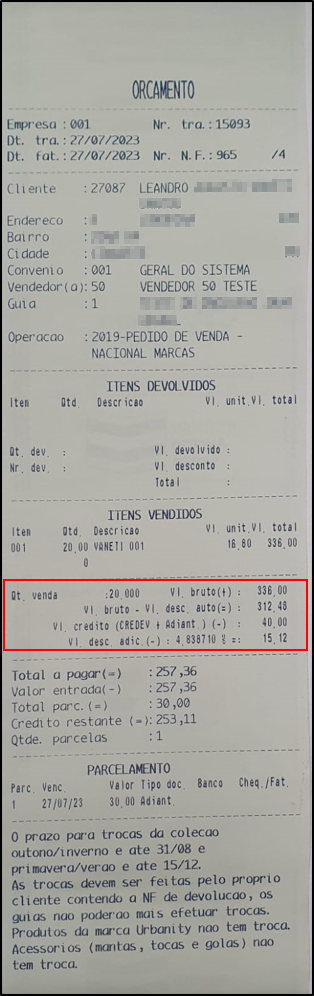 ORCAMENTO
Empresa :001 Nr. tra.:15093
Dt. tra.:27/07/2023
Dt. fat.:27/07/2023 Nr. N.F.:965 /4
Cliente :27087 LEANDRO
Endereco :
Bairro :
Cidade :
Convenio :001 GERAL DO SISTEMA
Vendedor(a):50 VENDEDOR 50 TESTE
Guia :1
Operacao :2019-PEDIDO DE VENDA -
NACIONAL MARCAS
ITENS DEVOLVIDOS
Item Qtd. Descricao Vl. unit.Vl. total
Qt. dev. : Vl. devolvido :
Nr. dev. : Vl. desconto :
Total :
ITENS VENDIDOS
Item Qtd. Descricao Vl. unit.Vl. total
001 20,00 VANETI 001 16,80 336,00
0
Qt. venda :20,000 Vl. bruto(+) : 336,00
Vl. bruto - Vl. desc. auto(=) : 312,48
Vl. credito (CREDEV + Adiant.) (-) : 40,00
Vl. desc. adic.(-) : 4,838710 % =: 15,12
Total a pagar(=) :257,36
Valor entrada(-) :257,36
Total parc.(=) :30,00
Credito restante (=):253,11
Qtde. parcelas :1
PARCELAMENTO
Parc. Venc. Valor Tipo doc. Banco Cheq./Fat.
1 27/07/23 30,00 Adiant.
O prazo para trocas da colecao
outono/inverno e ate 31/08 e
primavera/verao e ate 15/12.
As trocas devem ser feitas pelo proprio
cliente contendo a NF de devolucao, os
guias nao poderao mais efetuar trocas.
Produtos da marca Urbanity nao tem troca.
Acessorios (mantas, tocas e golas) nao
tem troca.